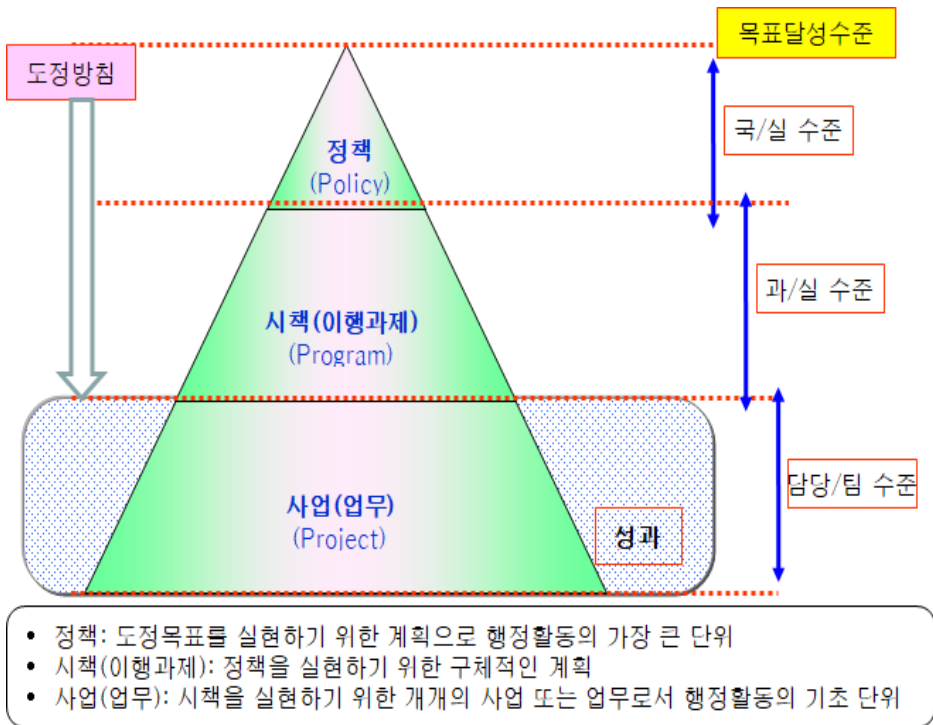 목표달성수준
도정방침
국/실 수준
정책
(Policy)
과/실 수준
시책(이행과제)
(Program)
담당/팀 수준
사업(업무)
(Project)
성과
• 정책: 도정목표를 실현하기 위한 계획으로 행정활동의 가장 큰 단위
• 시책(이행과제): 정책을 실현하기 위한 구체적인 계획
• 사업(업무): 시책을 실현하기 위한 개개의 사업 또는 업무로서 행정활동의 기초 단위